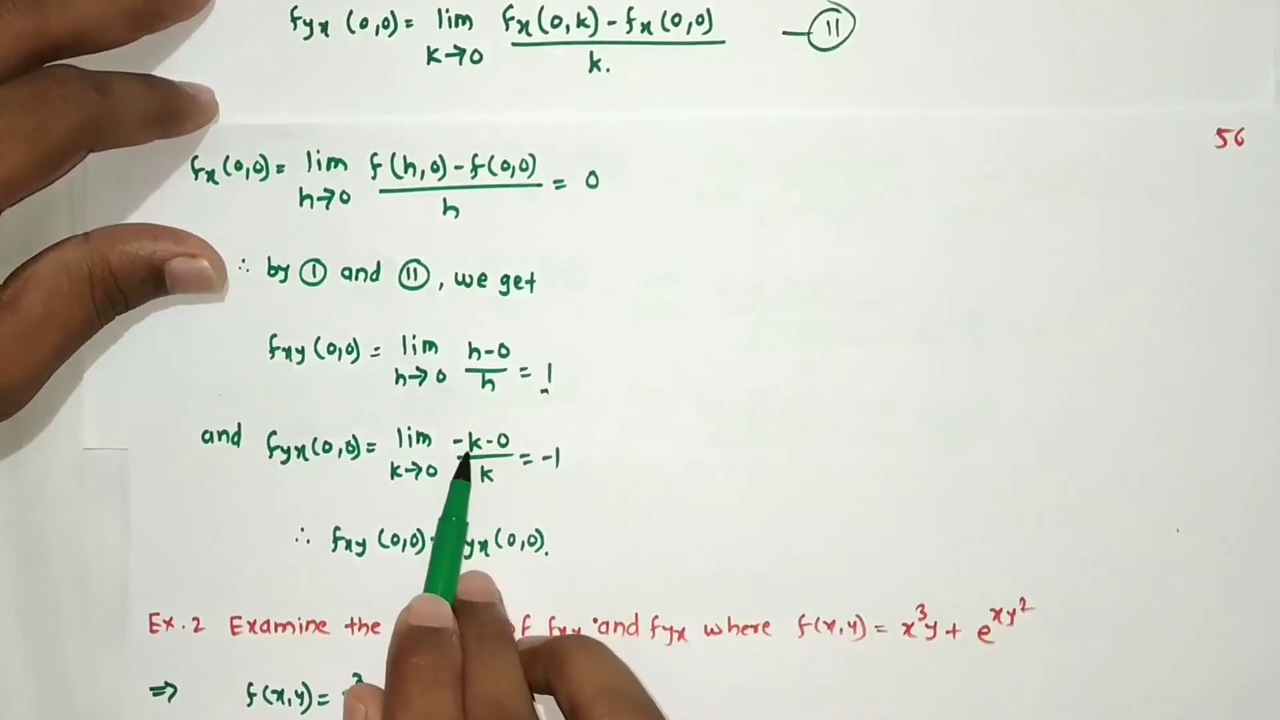 fyx (0,0) = lim k→0 fx(0,k) - fx(0,0) / k. —(II)
56
fx(0,0) = lim h→0 f(h,0) - f(0,0) / h = 0
∴ by (I) and (II), we get
fxy (0,0) = lim h→0 h-0 / h = 1
and fyx(0,0) = lim k→0 -k-0 / k = -1
∴ fxy (0,0) yx(0,0).
Ex. 2 Examine the of fxy and fyx where f(x,y) = x³y + e^xy²
⇒ f(x,y) =